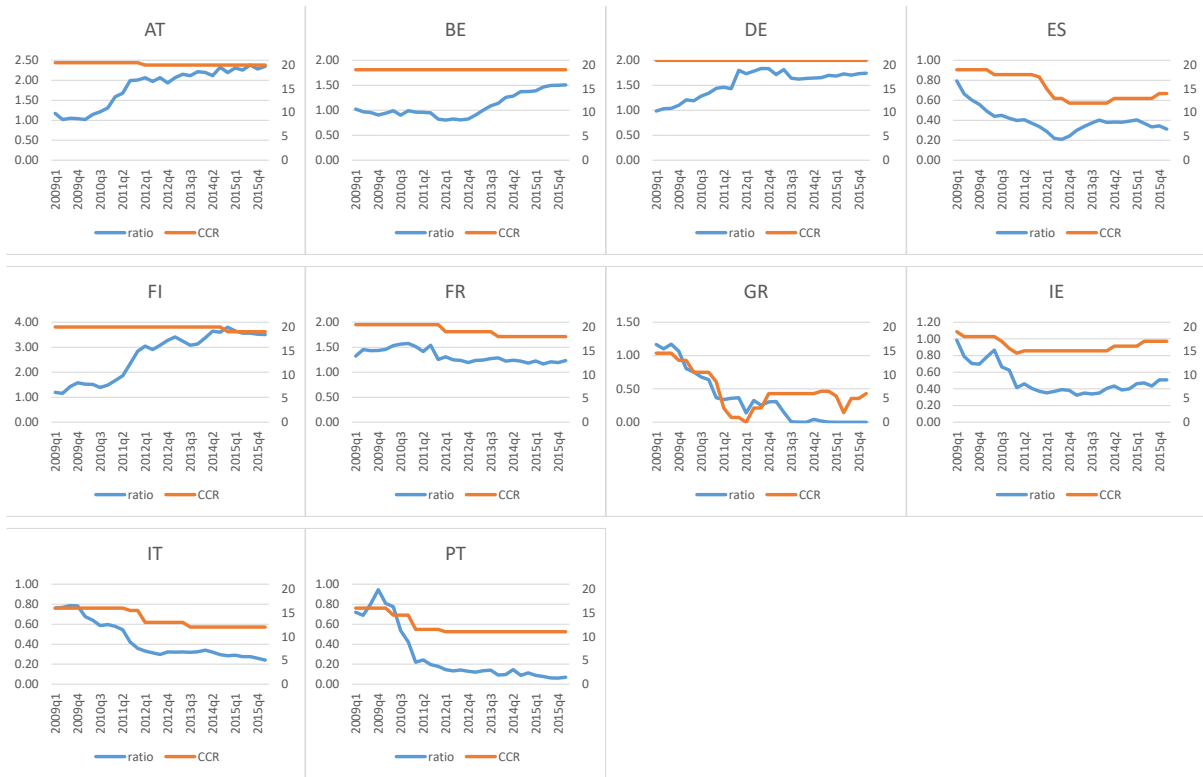 AT
2.50
2.00
1.50
1.00
0.50
0.00
20
15
10
5
0
2009q1
2009q4
2010q3
2011q2
2012q1
2012q4
2013q3
2014q2
2015q1
2015q4
ratio CCR
BE
2.00
1.50
1.00
0.50
0.00
20
15
10
5
0
2009q1
2009q4
2010q3
2011q2
2012q1
2012q4
2013q3
2014q2
2015q1
2015q4
ratio CCR
DE
2.00
1.50
1.00
0.50
0.00
20
15
10
5
0
2009q1
2009q4
2010q3
2011q2
2012q1
2012q4
2013q3
2014q2
2015q1
2015q4
ratio CCR
ES
1.00
0.80
0.60
0.40
0.20
0.00
20
15
10
5
0
2009q1
2009q4
2010q3
2011q2
2012q1
2012q4
2013q3
2014q2
2015q1
2015q4
ratio CCR
FI
4.00
3.00
2.00
1.00
0.00
20
15
10
5
0
2009q1
2009q4
2010q3
2011q2
2012q1
2012q4
2013q3
2014q2
2015q1
2015q4
ratio CCR
FR
2.00
1.50
1.00
0.50
0.00
20
15
10
5
0
2009q1
2009q4
2010q3
2011q2
2012q1
2012q4
2013q3
2014q2
2015q1
2015q4
ratio CCR
GR
1.50
1.00
0.50
0.00
20
15
10
5
0
2009q1
2009q4
2010q3
2011q2
2012q1
2012q4
2013q3
2014q2
2015q1
2015q4
ratio CCR
IE
1.20
1.00
0.80
0.60
0.40
0.20
0.00
20
15
10
5
0
2009q1
2009q4
2010q3
2011q2
2012q1
2012q4
2013q3
2014q2
2015q1
2015q4
ratio CCR
IT
1.00
0.80
0.60
0.40
0.20
0.00
20
15
10
5
0
2009q1
2009q4
2010q3
2011q2
2012q1
2012q4
2013q3
2014q2
2015q1
2015q4
ratio CCR
PT
1.00
0.80
0.60
0.40
0.20
0.00
20
15
10
5
0
2009q1
2009q4
2010q3
2011q2
2012q1
2012q4
2013q3
2014q2
2015q1
2015q4
ratio CCR